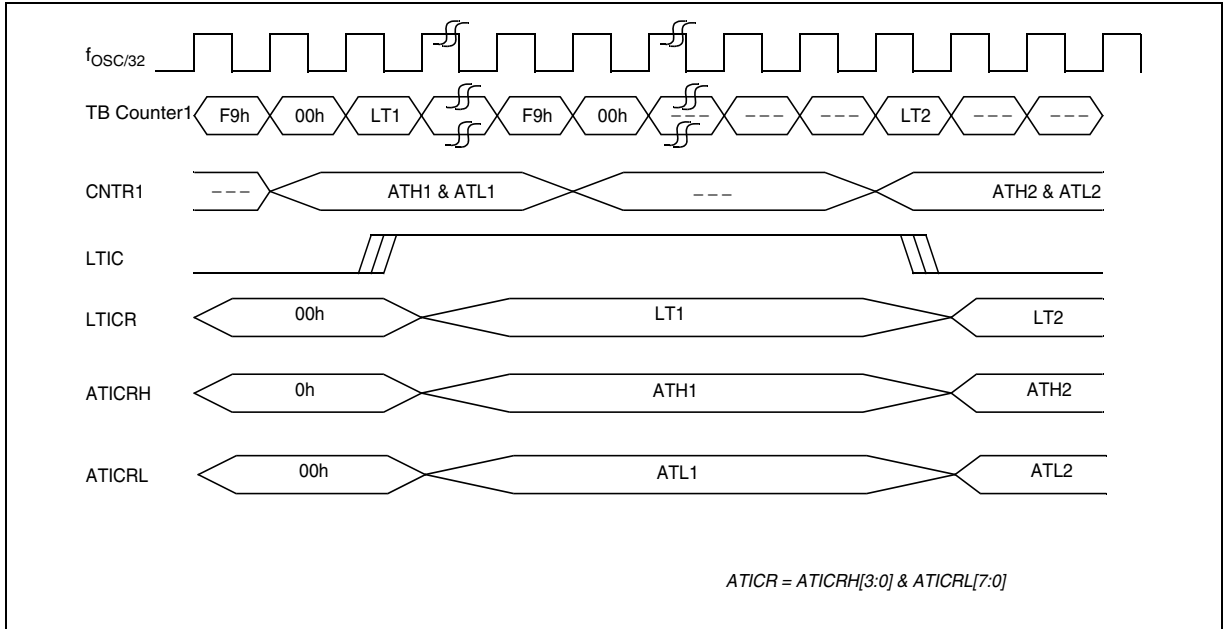 fOSC/32
TB Counter1 F9h 00h LT1 F9h 00h --- --- --- LT2 --- ---
CNTR1 --- ATH1 & ATL1 --- ATH2 & ATL2
LTIC
LTICR 00h LT1 LT2
ATICRH 0h ATH1 ATH2
ATICRL 00h ATL1 ATL2
ATICR = ATICRH[3:0] & ATICRL[7:0]